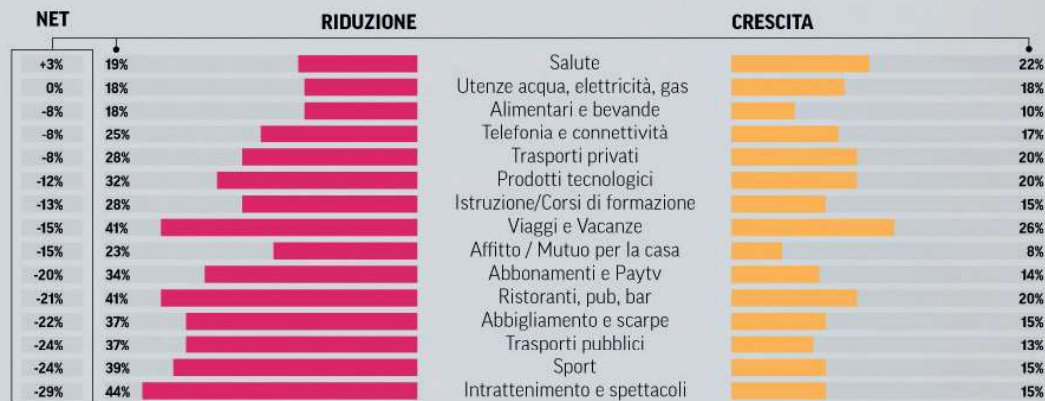 NET RIDUZIONE CRESCITA
+3% 19% Salute 22%
0% 18% Utenze acqua, elettricità, gas 18%
-8% 18% Alimentari e bevande 10%
-8% 25% Telefonia e connettività 17%
-8% 28% Trasporti privati 20%
-12% 32% Prodotti tecnologici 20%
-13% 28% Istruzione/Corsi di formazione 15%
-15% 41% Viaggi e Vacanze 26%
-15% 23% Affitto / Mutuo per la casa 8%
-20% 34% Abbonamenti e Paytv 14%
-21% 41% Ristoranti, pub, bar 20%
-22% 37% Abbigliamento e scarpe 15%
-24% 37% Trasporti pubblici 13%
-24% 39% Sport 15%
-29% 44% Intrattenimento e spettacoli 15%